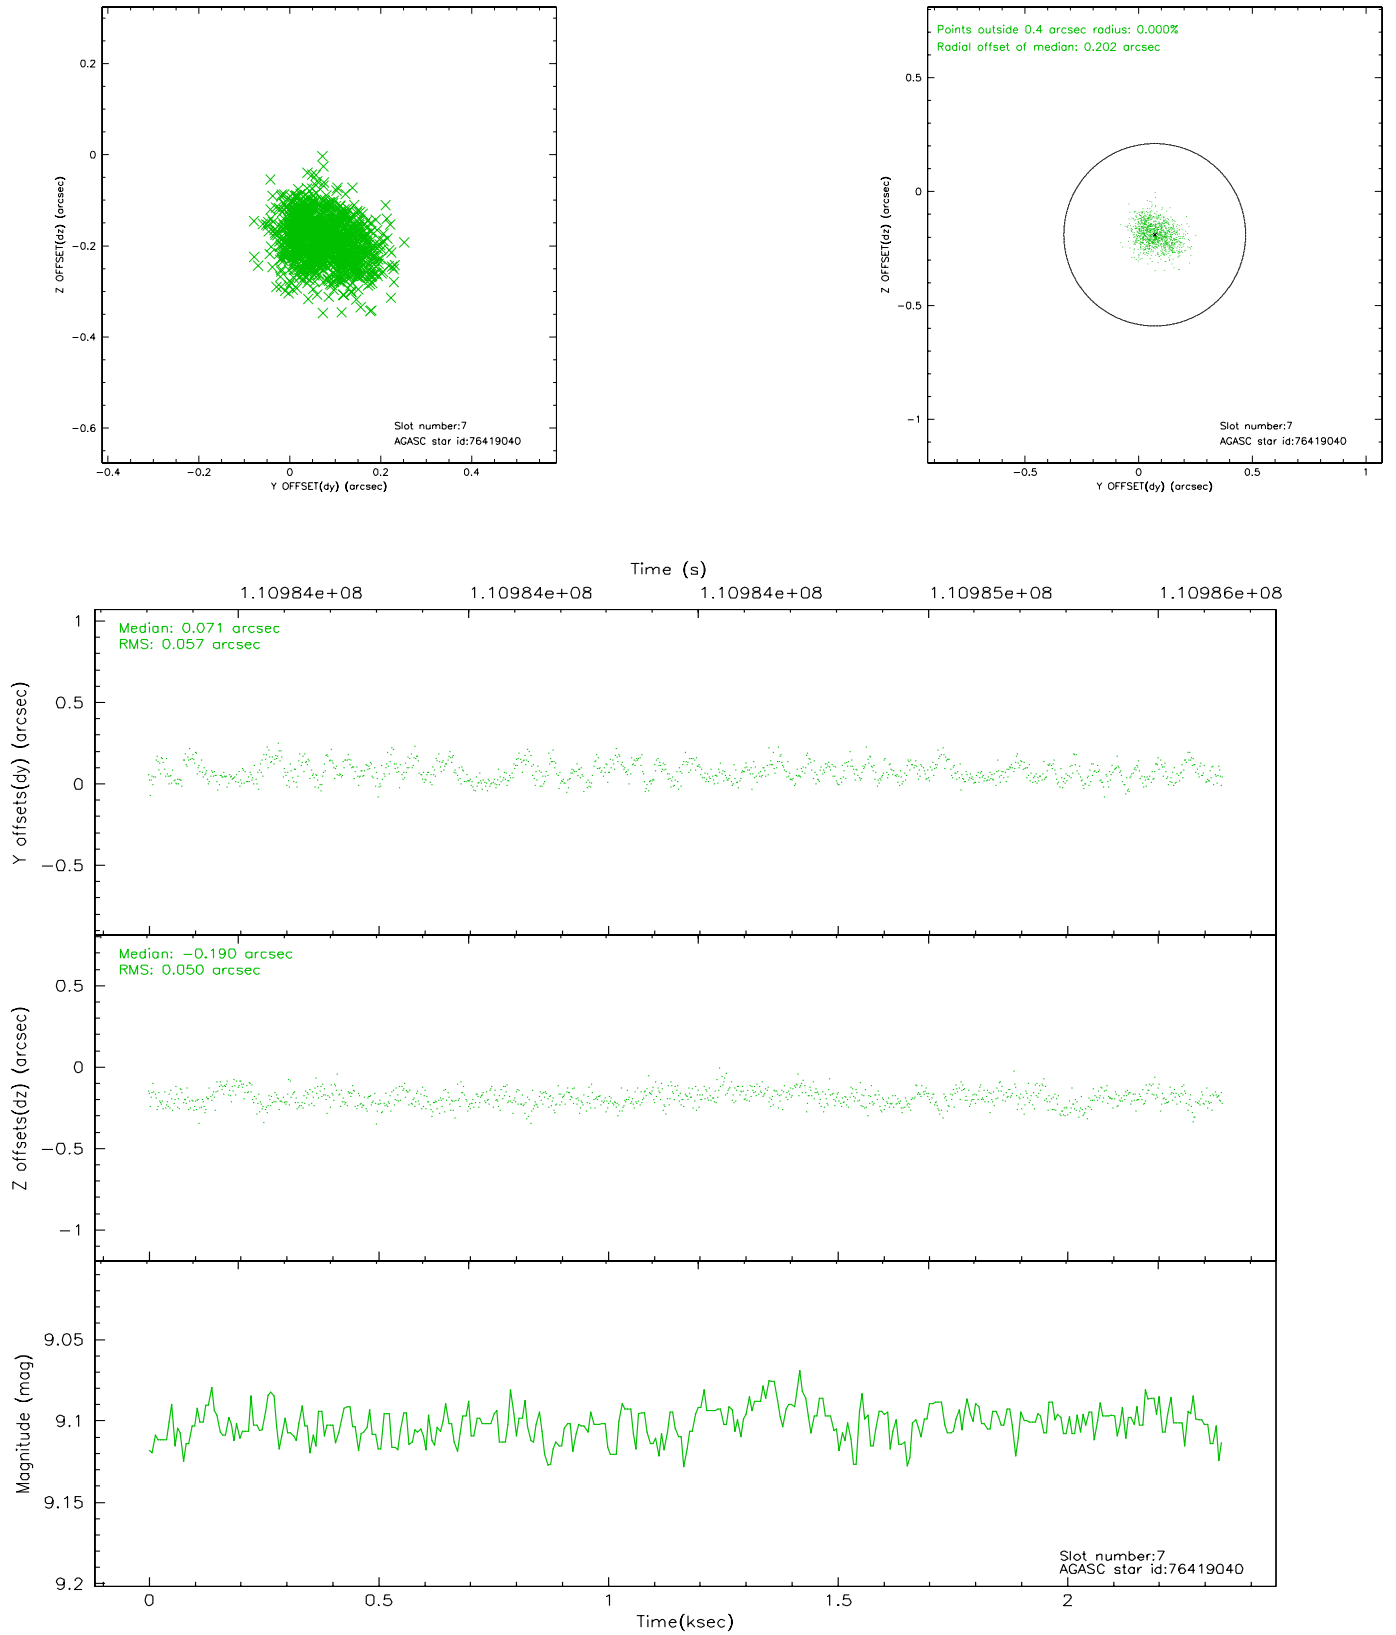 0.2
0
−0.2
−0.4
−0.6
Z OFFSET(dz) (arcsec)
Slot number:7
AGASC star id:76419040
−0.4 −0.2 0 0.2 0.4
Y OFFSET(dy) (arcsec)
Points outside 0.4 arcsec radius: 0.000%
Radial offset of median: 0.202 arcsec
0.5
0
−0.5
−1
Z OFFSET(dz) (arcsec)
Slot number:7
AGASC star id:76419040
−0.5 0 0.5 1
Y OFFSET(dy) (arcsec)
Time (s)
1.10984e+08 1.10984e+08 1.10984e+08 1.10985e+08 1.10986e+08
Median: 0.071 arcsec
RMS: 0.057 arcsec
1
0.5
0
−0.5
Y offsets(dy) (arcsec)
Median: −0.190 arcsec
RMS: 0.050 arcsec
0.5
0
−0.5
−1
Z offsets(dz) (arcsec)
9.05
9.1
9.15
9.2
Magnitude (mag)
Slot number:7
AGASC star id:76419040
0 0.5 1 1.5 2
Time(ksec)